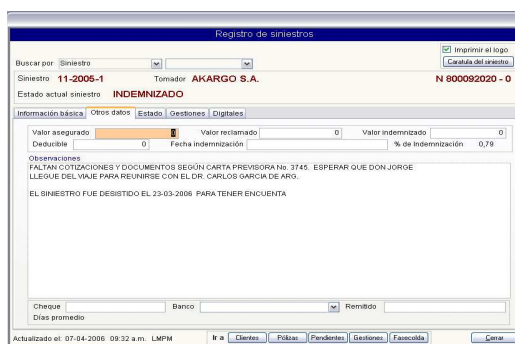 Registro de siniestros
Imprimir el logo
Buscar por Siniestro
Caratula del siniestro
Siniestro 11-2005-1 Tomador AKARGO S.A. N 800092020 - 0
Estado actual siniestro INDEMNIZADO
Información básica Otros datos Estado Gestiones Digitales
Valor asegurado 0 Valor reclamado 0 Valor indemnizado 0
Deducible 0 Fecha indemnización % de Indemnización 0,79
Observaciones
FALTAN COTIZACIONES Y DOCUMENTOS SEGÚN CARTA PREVISORA No. 3745. ESPERAR QUE DON JORGE
LLEGUE DEL VIAJE PARA REUNIRSE CON EL DR. CARLOS GARCIA DE ARG.
EL SINIESTRO FUE DESISTIDO EL 23-03-2006 PARA TENER ENCUENTA
Cheque Banco Remitido
Días promedio
Actualizado el: 07-04-2006 09:32 a.m. LMPM Ir a Clientes Pólizas Pendientes Gestiones Fasecolda Cerrar